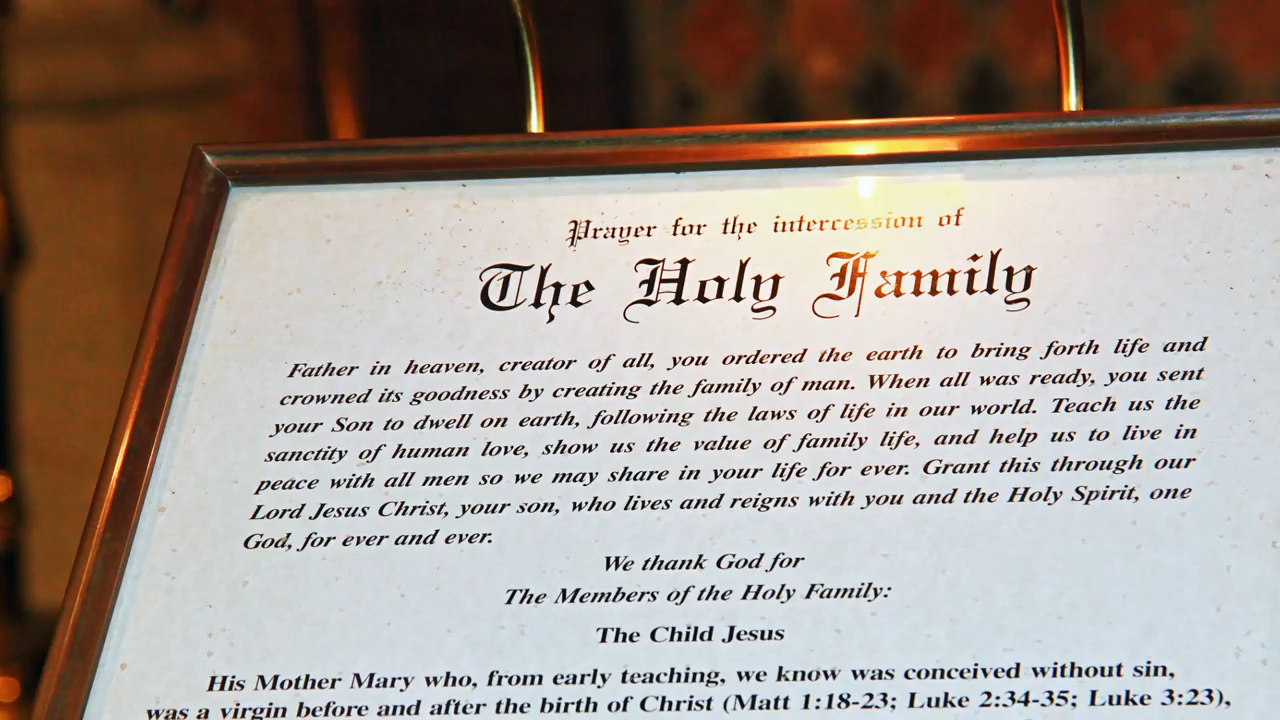 Prayer for the intercession of
The Holy Family
Father in heaven, creator of all, you ordered the earth to bring forth life and
crowned its goodness by creating the family of man. When all was ready, you sent
your Son to dwell on earth, following the laws of life in our world. Teach us the
sanctity of human love, show us the value of family life, and help us to live in
peace with all men so we may share in your life for ever. Grant this through our
Lord Jesus Christ, your son, who lives and reigns with you and the Holy Spirit, one
God, for ever and ever.
We thank God for
The Members of the Holy Family:
The Child Jesus
His Mother Mary who, from early teaching, we know was conceived without sin,
was a virgin before and after the birth of Christ (Matt 1:18-23; Luke 2:34-35; Luke 3:23),